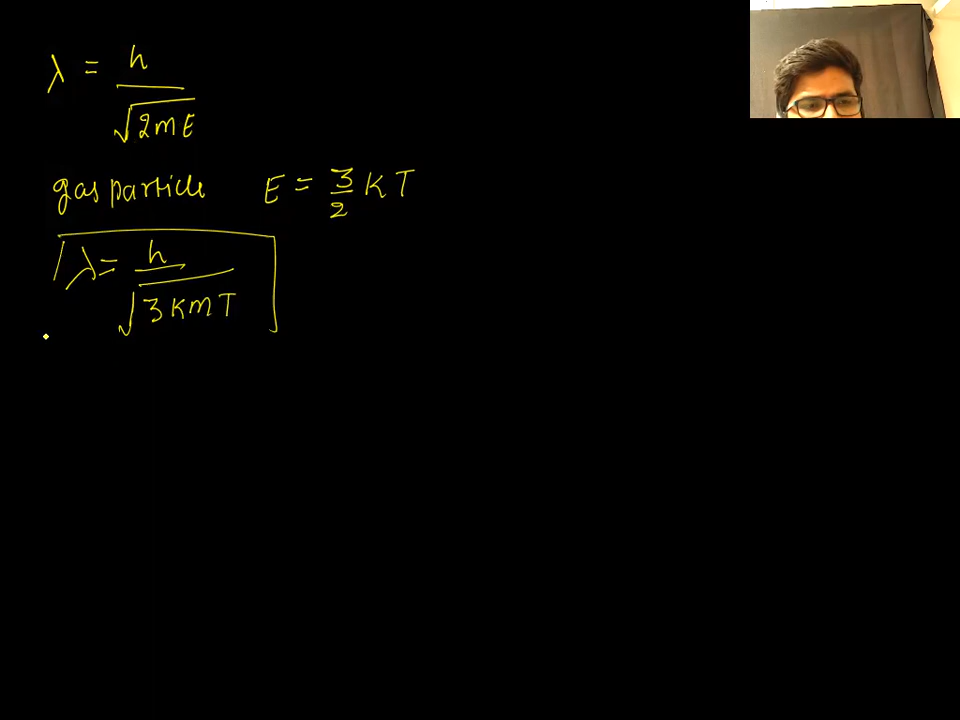 λ = h / √2mE
gas particle E = 3/2 KT
λ = h / √3KmT